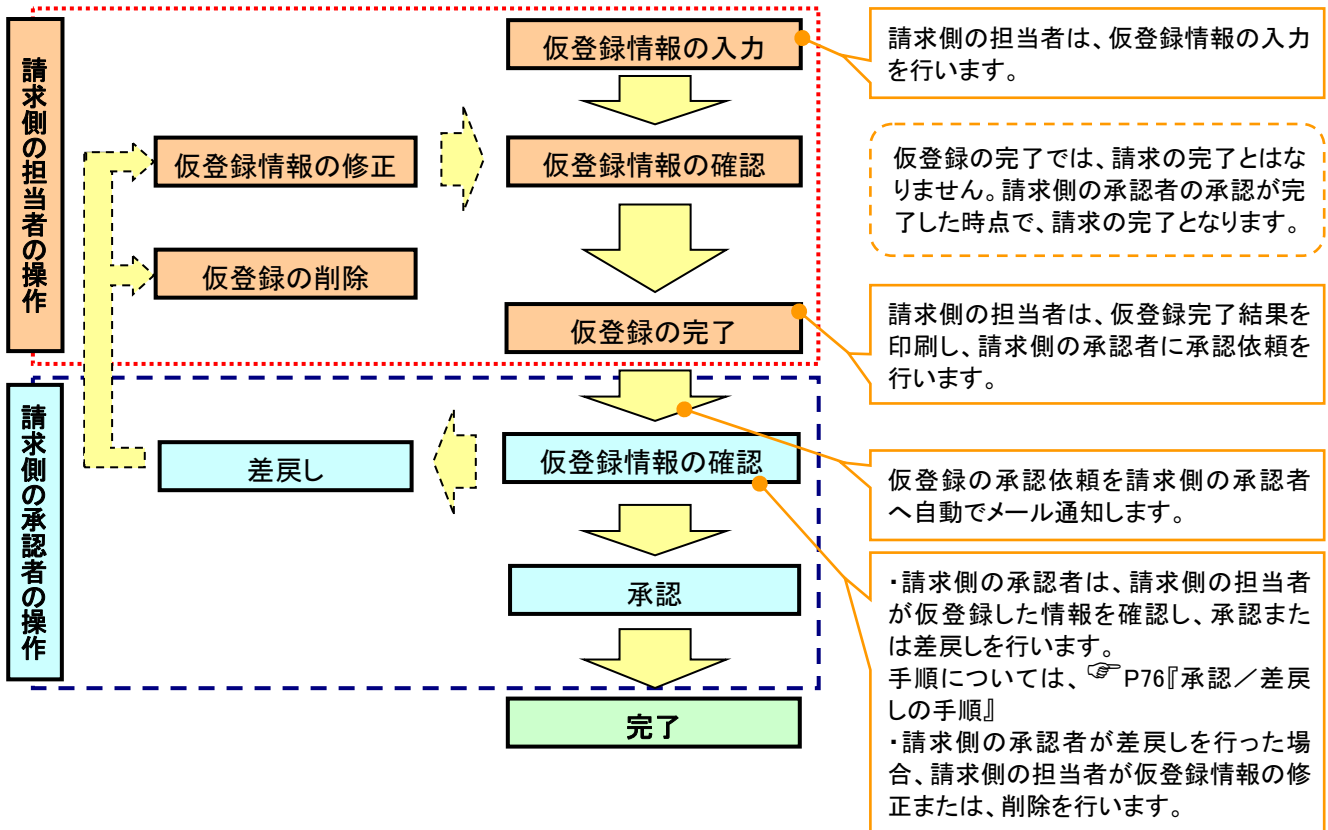 請求側の担当者の操作
仮登録情報の入力
仮登録情報の修正
仮登録情報の確認
仮登録の削除
仮登録の完了
請求側の担当者は、仮登録情報の入力
を行います。
仮登録の完了では、請求の完了とはな
りません。請求側の承認者の承認が完
了した時点で、請求の完了となります。
請求側の担当者は、仮登録完了結果を
印刷し、請求側の承認者に承認依頼を
行います。
請求側の承認者の操作
差戻し
仮登録情報の確認
承認
完了
仮登録の承認依頼を請求側の承認者
へ自動でメール通知します。
・請求側の承認者は、請求側の担当者
が仮登録した情報を確認し、承認また
は差戻しを行います。
手順については、☞P76『承認／差戻
しの手順』
・請求側の承認者が差戻しを行った場
合、請求側の担当者が仮登録情報の修
正または、削除を行います。